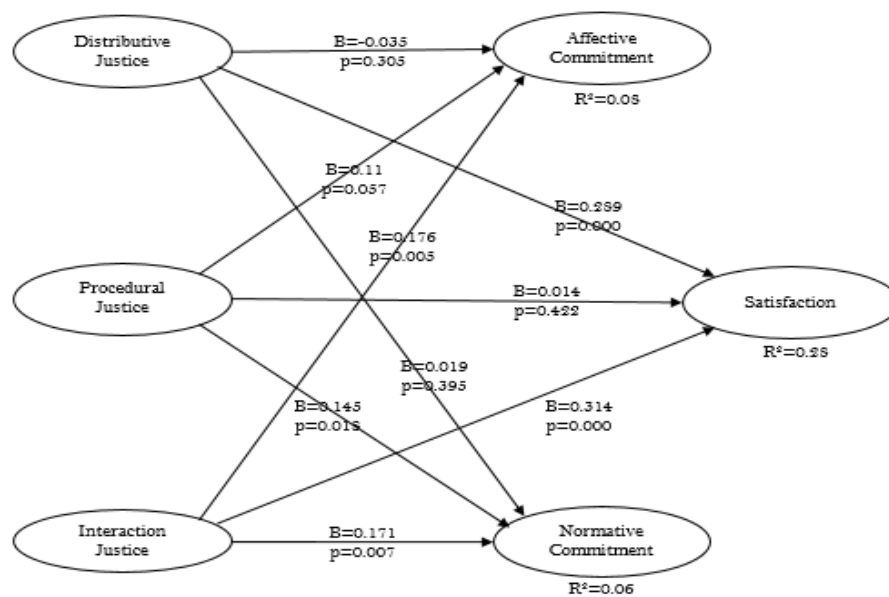 Distributive
Justice
B=-0.035
p=0.305
Affective
Commitment
R²=0.08
B=0.11
p=0.057
B=0.289
p=0.000
B=0.176
p=0.005
Procedural
Justice
B=0.014
p=0.422
Satisfaction
R²=0.28
B=0.019
p=0.395
B=0.145
p=0.018
B=0.314
p=0.000
Interaction
Justice
B=0.171
p=0.007
Normative
Commitment
R²=0.06